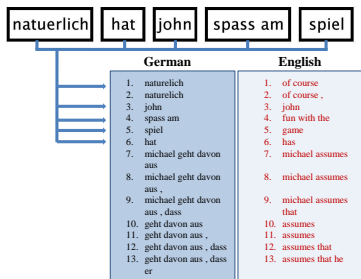 natuerlich hat john spass am spiel
German English
1. naturelich 1. of course
2. naturelich 2. of course ,
3. john 3. john
4. spass am 4. fun with the
5. spiel 5. game
6. hat 6. has
7. michael geht davon 7. michael assumes
aus
8. michael geht davon 8. michael assumes
aus ,
9. michael geht davon 9. michael assumes
aus , dass that
10. geht davon aus 10. assumes
11. geht davon aus , 11. assumes
12. geht davon aus , dass 12. assumes that
13. geht davon aus , dass 13. assumes that he
er